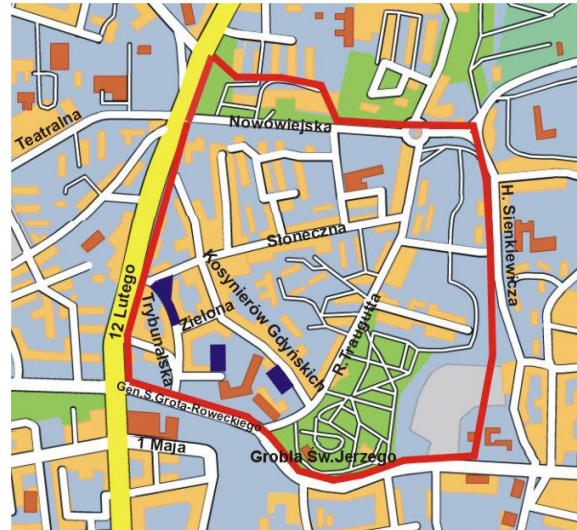 Teatralna
Nowowiejska
H. Sienkiewicza
Słoneczna
12 Lutego
Kosynierów Gdyńskich
Zielona
Trybunalska
R.Traugutta
Gen.S.Grota-Roweckiego
1 Maja
Grobla Św.Jerzego